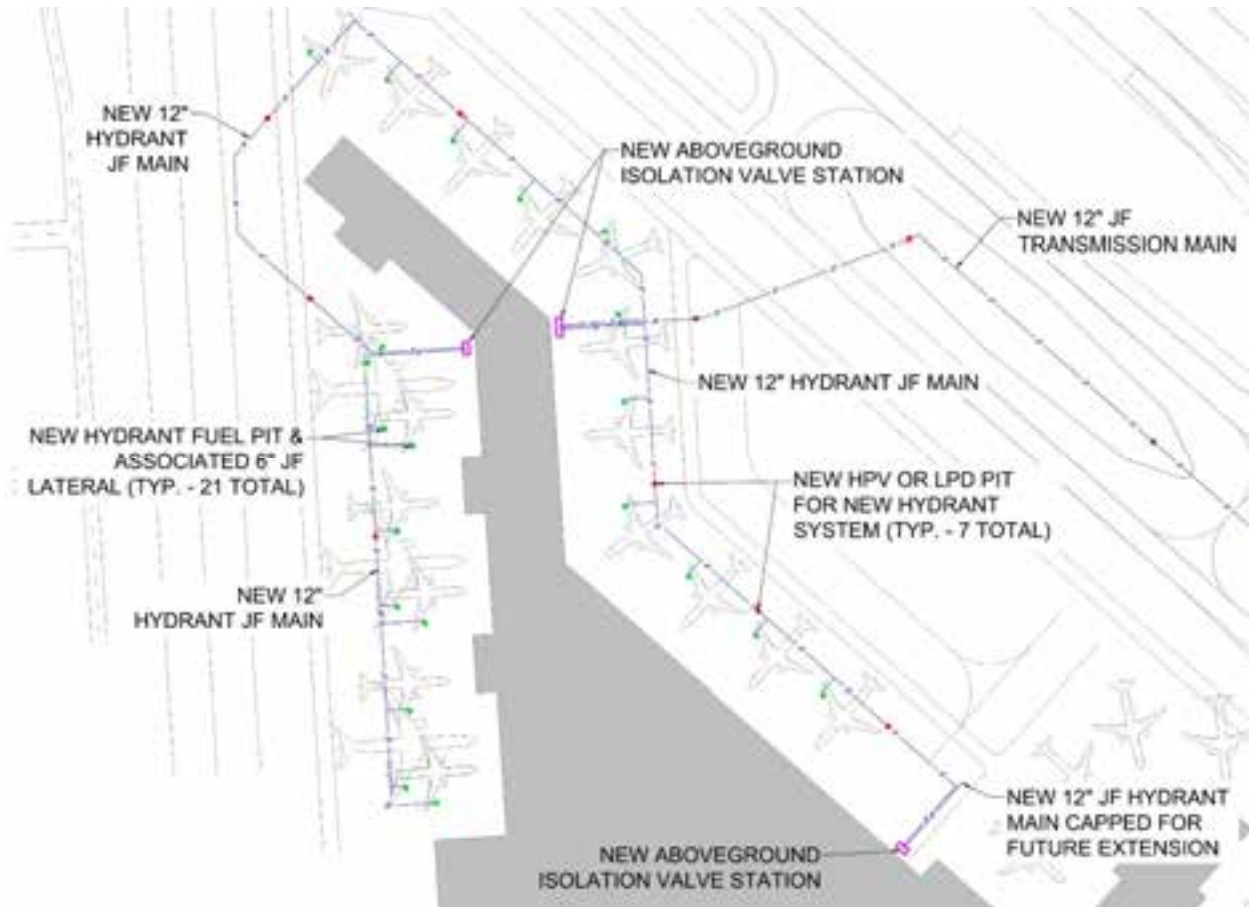 NEW 12"
HYDRANT
JF MAIN
NEW ABOVEGROUND
ISOLATION VALVE STATION
NEW 12" JF
TRANSMISSION MAIN
NEW 12" HYDRANT JF MAIN
NEW HYDRANT FUEL PIT &
ASSOCIATED 6" JF
LATERAL (TYP. - 21 TOTAL)
NEW HPV OR LPD PIT
FOR NEW HYDRANT
SYSTEM (TYP. - 7 TOTAL)
NEW 12"
HYDRANT JF MAIN
NEW 12" JF HYDRANT
MAIN CAPPED FOR
FUTURE EXTENSION
NEW ABOVEGROUND
ISOLATION VALVE STATION